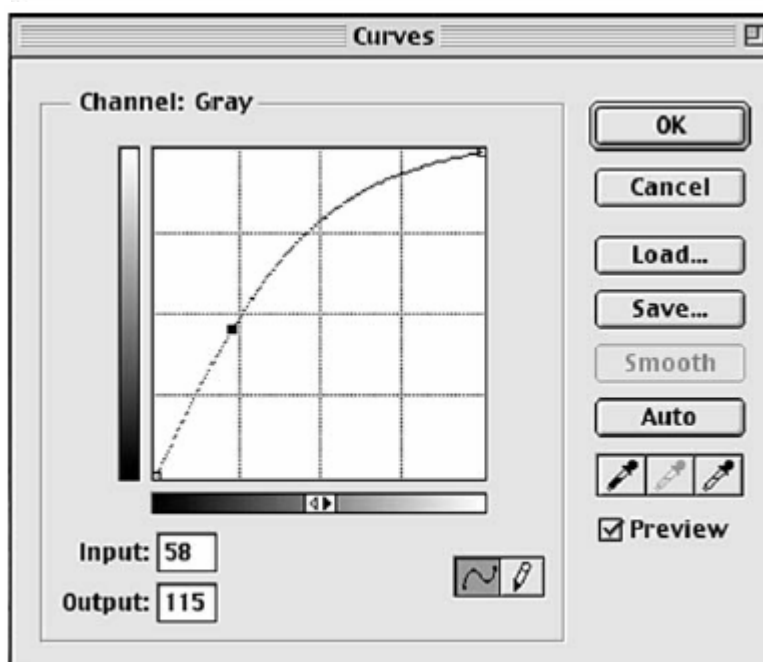 Curves
Channel: Gray
OK
Cancel
Load...
Save...
Smooth
Auto
Preview
Input: 58
Output: 115